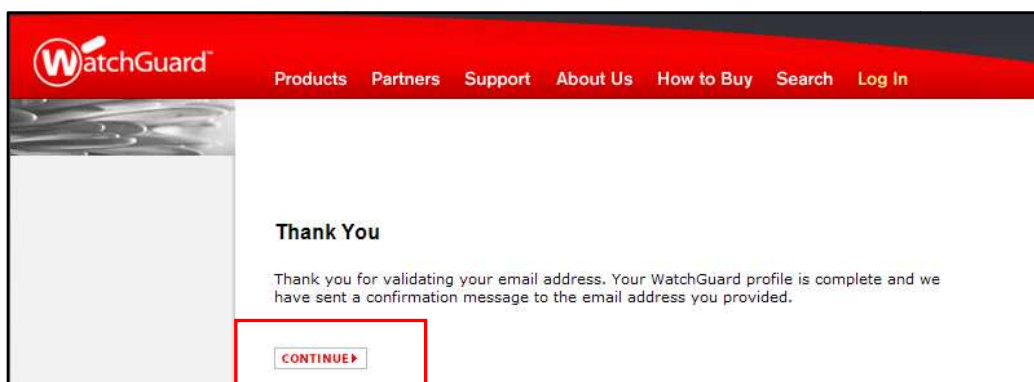 WatchGuard™
Products Partners Support About Us How to Buy Search Log In
Thank You
Thank you for validating your email address. Your WatchGuard profile is complete and we
have sent a confirmation message to the email address you provided.
CONTINUE